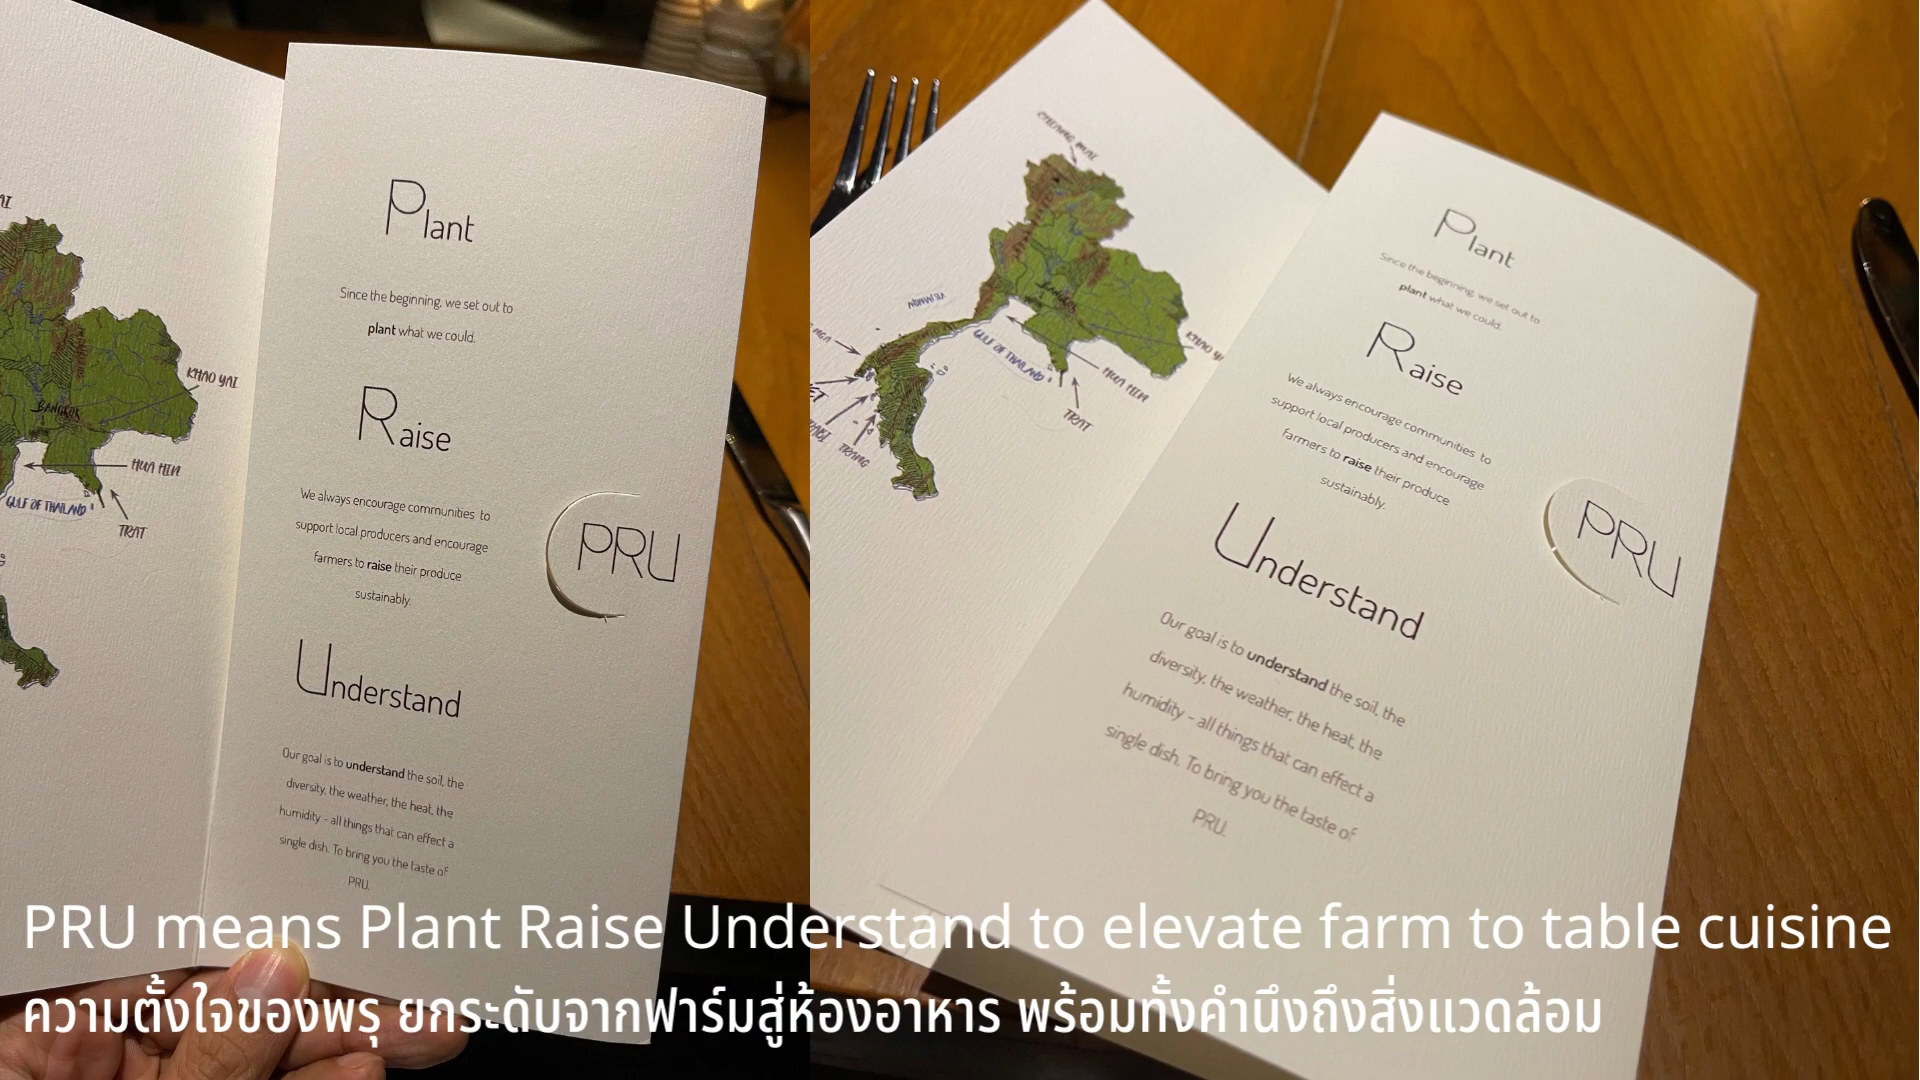 AI
KHAO YAI
BANGKOK
HUA HIN
GULF OF THAILAND
TRAT
Plant
Since the beginning, we set out to
plant what we could.
Raise
We always encourage communities to
support local producers and encourage
farmers to raise their produce
sustainably.
PRU
Understand
Our goal is to understand the soil, the
diversity, the weather, the heat, the
humidity - all things that can effect a
single dish. To bring you the taste of
PRU.
CHIANG MAI
BANGKOK
MYANMAR
NGA
GULF OF THAILAND
KHAO YA
HUA HIN
TRAT
ET
RABI
TRANG
Plant
Since the beginning, we set out to
plant what we could.
Raise
We always encourage communities to
support local producers and encourage
farmers to raise their produce
sustainably.
PRU
Understand
Our goal is to understand the soil, the
diversity, the weather, the heat, the
humidity - all things that can effect a
single dish. To bring you the taste of
PRU.
PRU means Plant Raise Understand to elevate farm to table cuisine
ความตั้งใจของพรุ ยกระดับจากฟาร์มสู่ห้องอาหาร พร้อมทั้งคำนึงถึงสิ่งแวดล้อม